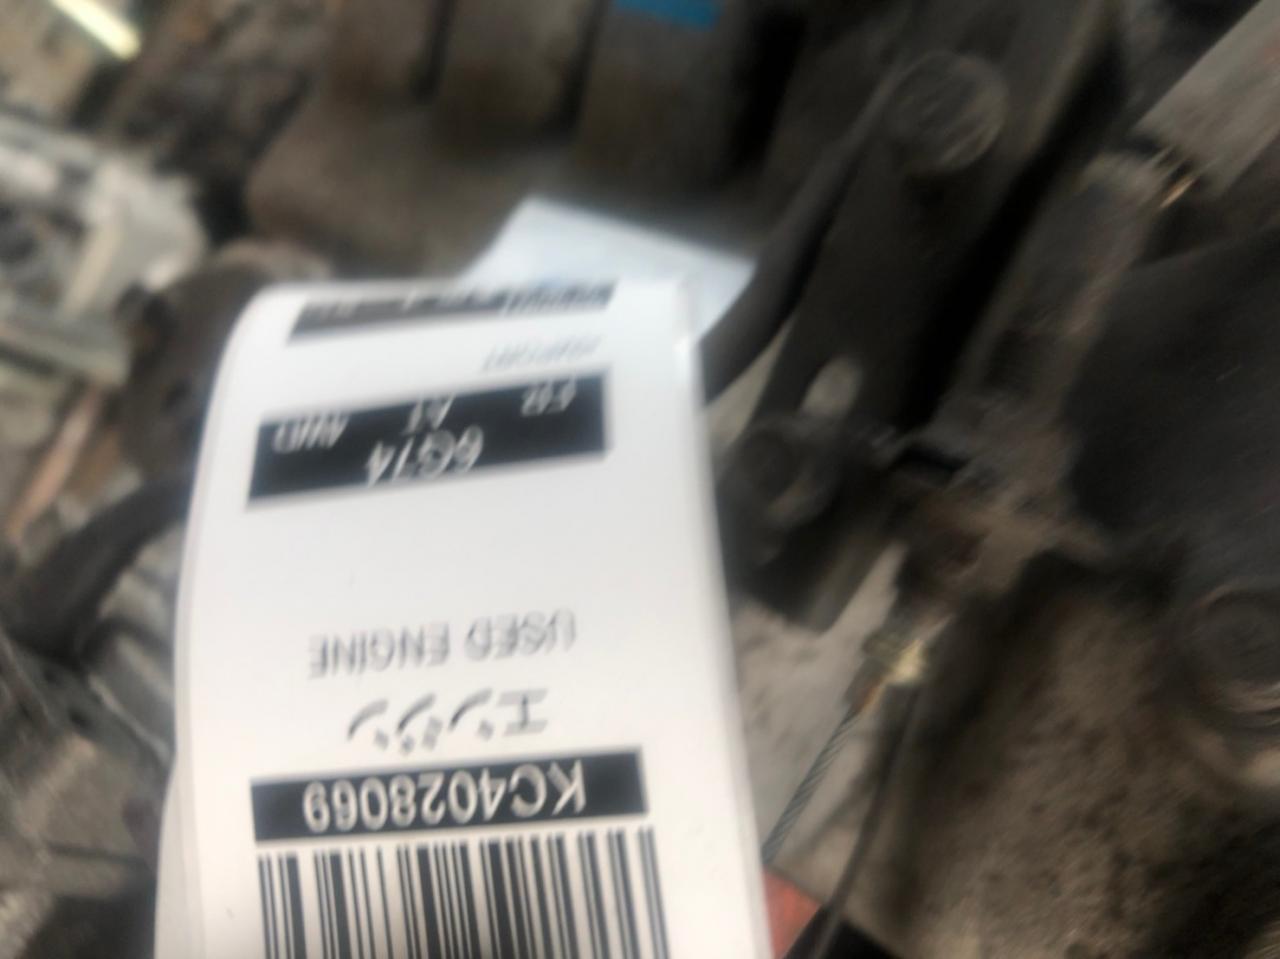 KC4028069
エンジン
USED ENGINE
6G74
AT 4WD